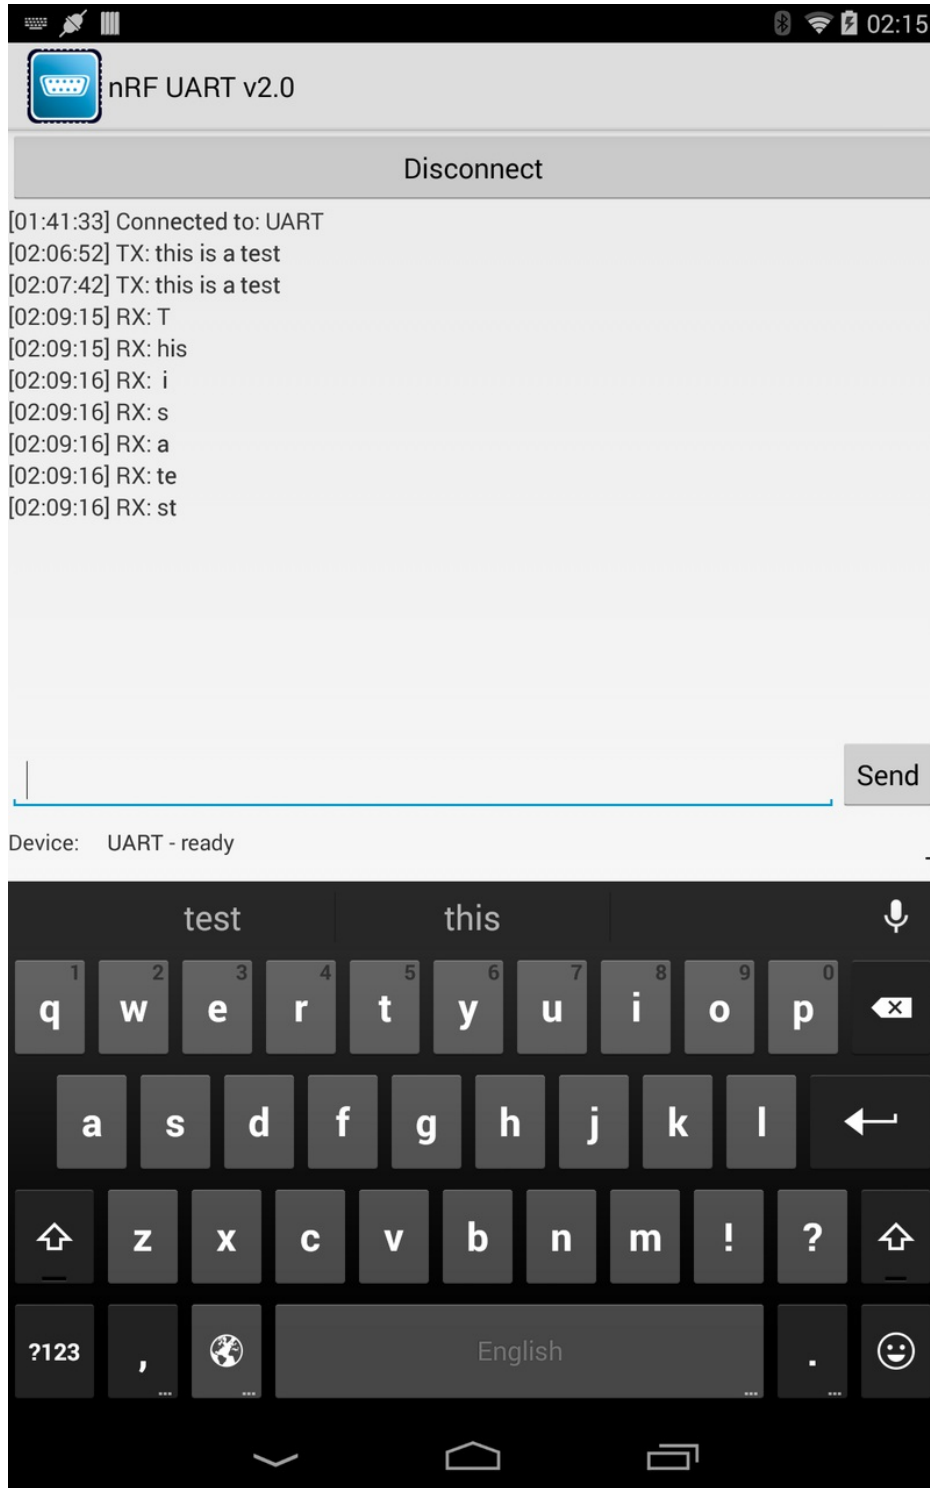 02:15
nRF UART v2.0
Disconnect
[01:41:33] Connected to: UART
[02:06:52] TX: this is a test
[02:07:42] TX: this is a test
[02:09:15] RX: T
[02:09:15] RX: his
[02:09:16] RX:  i
[02:09:16] RX: s
[02:09:16] RX: a
[02:09:16] RX: te
[02:09:16] RX: st
Send
Device: UART - ready
test this
1 2 3 4 5 6 7 8 9 0
q w e r t y u i o p
a s d f g h j k l
z x c v b n m ! ?
?123 , English .